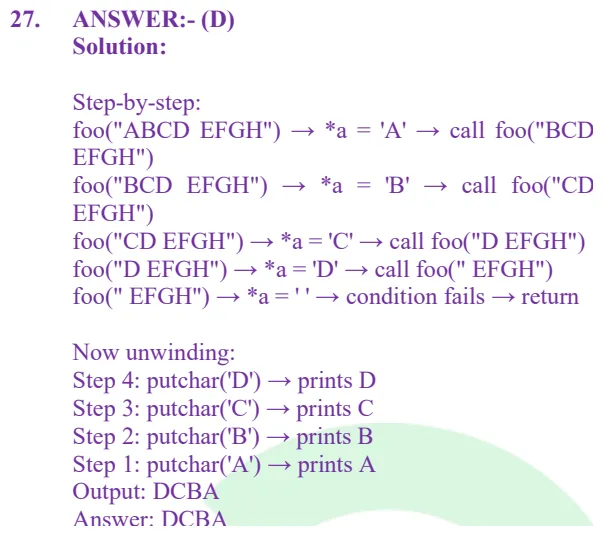 27. ANSWER:- (D)
Solution:
Step-by-step:
foo("ABCD EFGH") → *a = 'A' → call foo("BCD
EFGH")
foo("BCD EFGH") → *a = 'B' → call foo("CD
EFGH")
foo("CD EFGH") → *a = 'C' → call foo("D EFGH")
foo("D EFGH") → *a = 'D' → call foo(" EFGH")
foo(" EFGH") → *a = ' ' → condition fails → return
Now unwinding:
Step 4: putchar('D') → prints D
Step 3: putchar('C') → prints C
Step 2: putchar('B') → prints B
Step 1: putchar('A') → prints A
Output: DCBA
Answer: DCBA